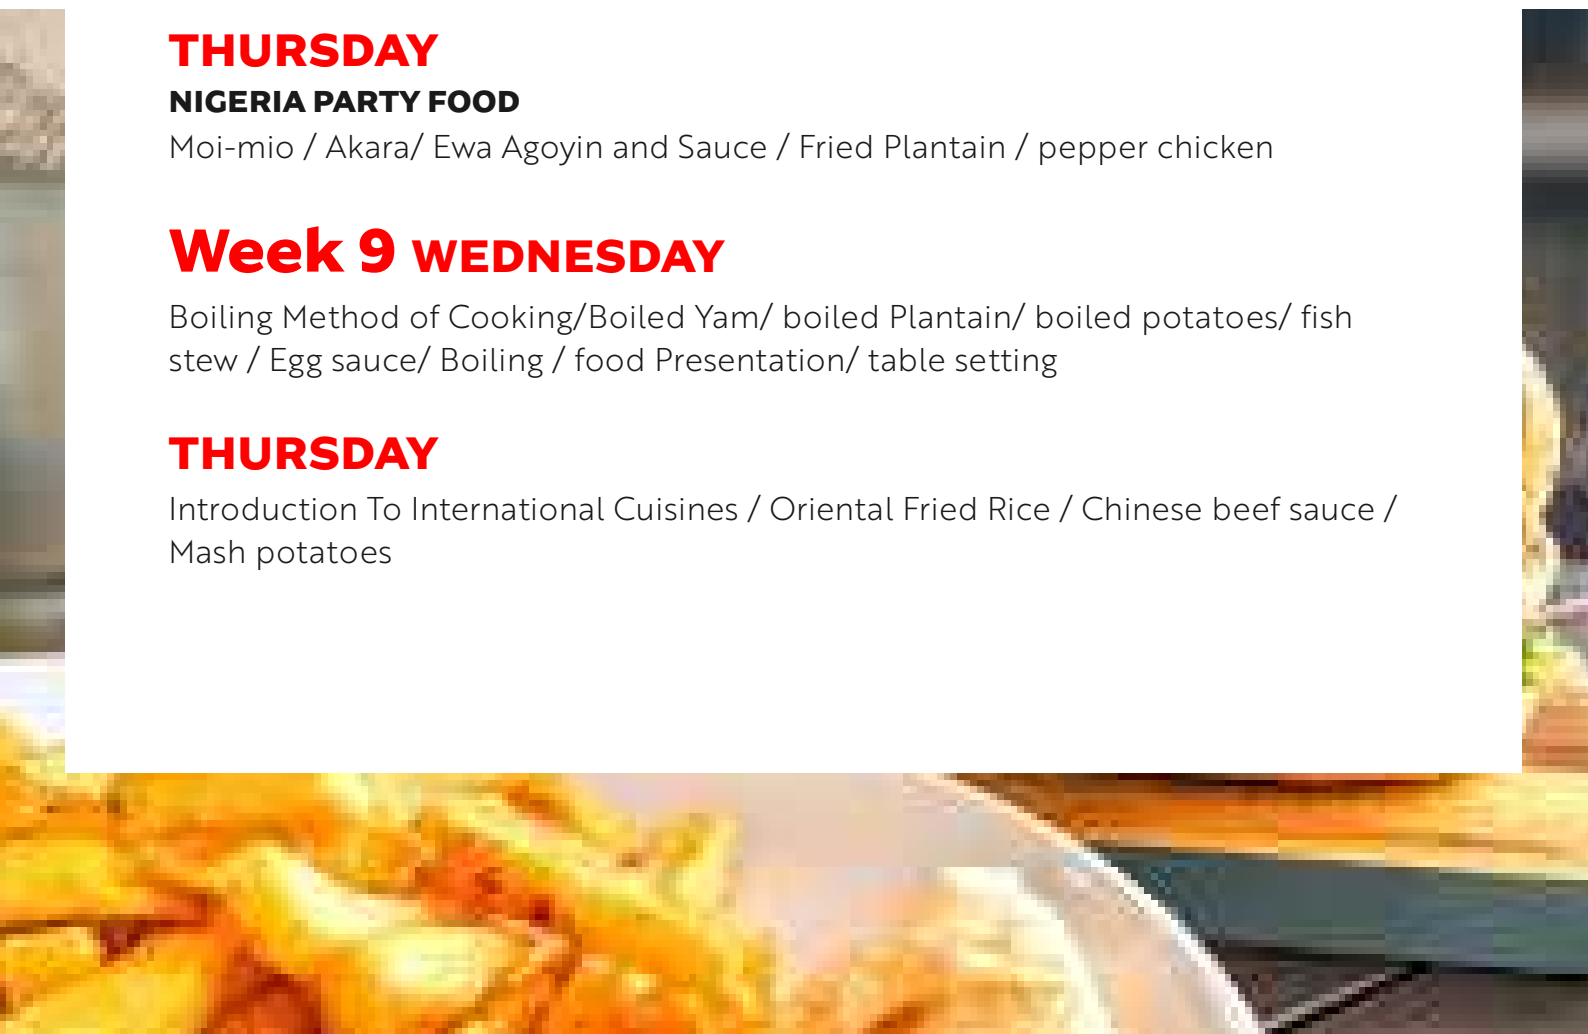 THURSDAY
NIGERIA PARTY FOOD
Moi-mio / Akara/ Ewa Agoyin and Sauce / Fried Plantain / pepper chicken
Week 9 WEDNESDAY
Boiling Method of Cooking/Boiled Yam/ boiled Plantain/ boiled potatoes/ fish
stew / Egg sauce/ Boiling / food Presentation/ table setting
THURSDAY
Introduction To International Cuisines / Oriental Fried Rice / Chinese beef sauce /
Mash potatoes